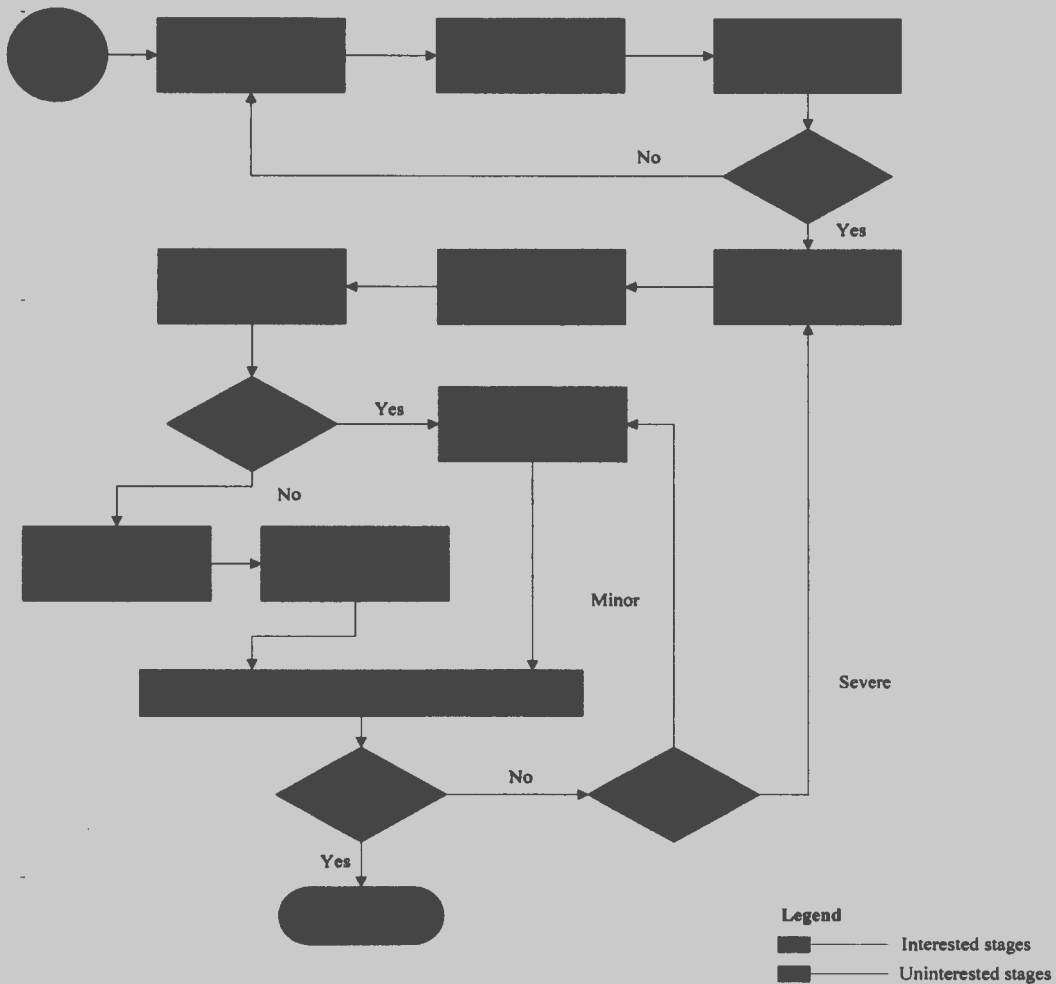 No
Yes
Yes
No
Minor
Severe
No
Yes
Legend
Interested stages
Uninterested stages